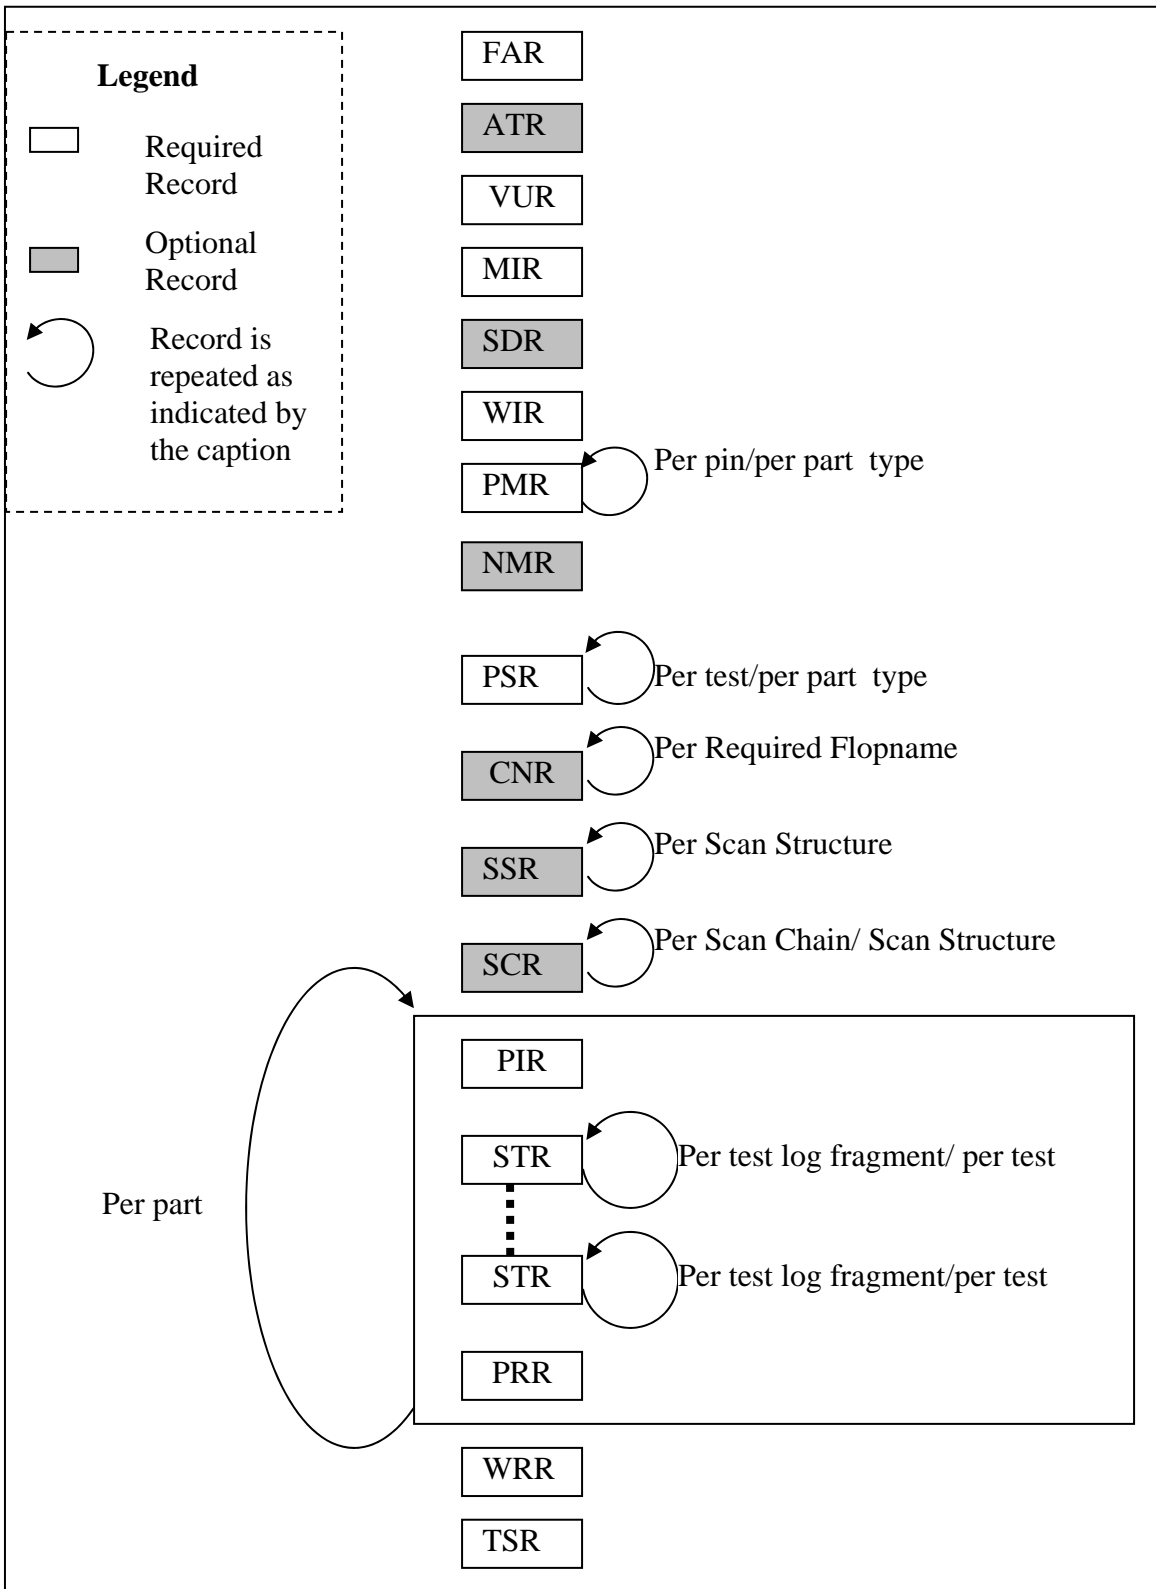 Legend
Required
Record
Optional
Record
Record is
repeated as
indicated by
the caption
FAR
ATR
VUR
MIR
SDR
WIR
PMR
Per pin/per part type
NMR
PSR
Per test/per part type
CNR
Per Required Flopname
SSR
Per Scan Structure
SCR
Per Scan Chain/ Scan Structure
Per part
PIR
STR
Per test log fragment/ per test
STR
Per test log fragment/per test
PRR
WRR
TSR